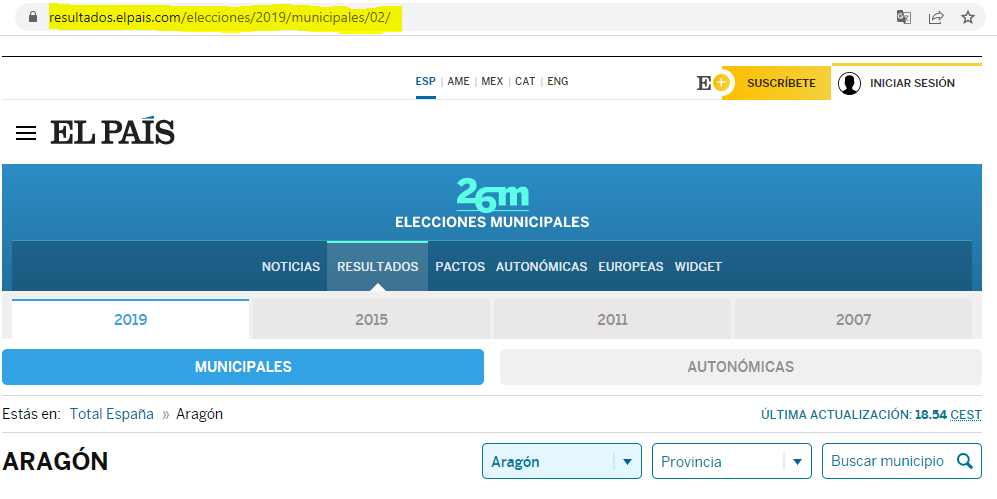 resultados.elpais.com/elecciones/2019/municipales/02/
ESP | AME | MEX | CAT | ENG
E+ SUSCRÍBETE INICIAR SESIÓN
EL PAÍS
26m
ELECCIONES MUNICIPALES
NOTICIAS RESULTADOS PACTOS AUTONÓMICAS EUROPEAS WIDGET
2019 2015 2011 2007
MUNICIPALES AUTONÓMICAS
Estás en: Total España » Aragón ÚLTIMA ACTUALIZACIÓN: 18.54 CEST
ARAGÓN Aragón Provincia Buscar municipio